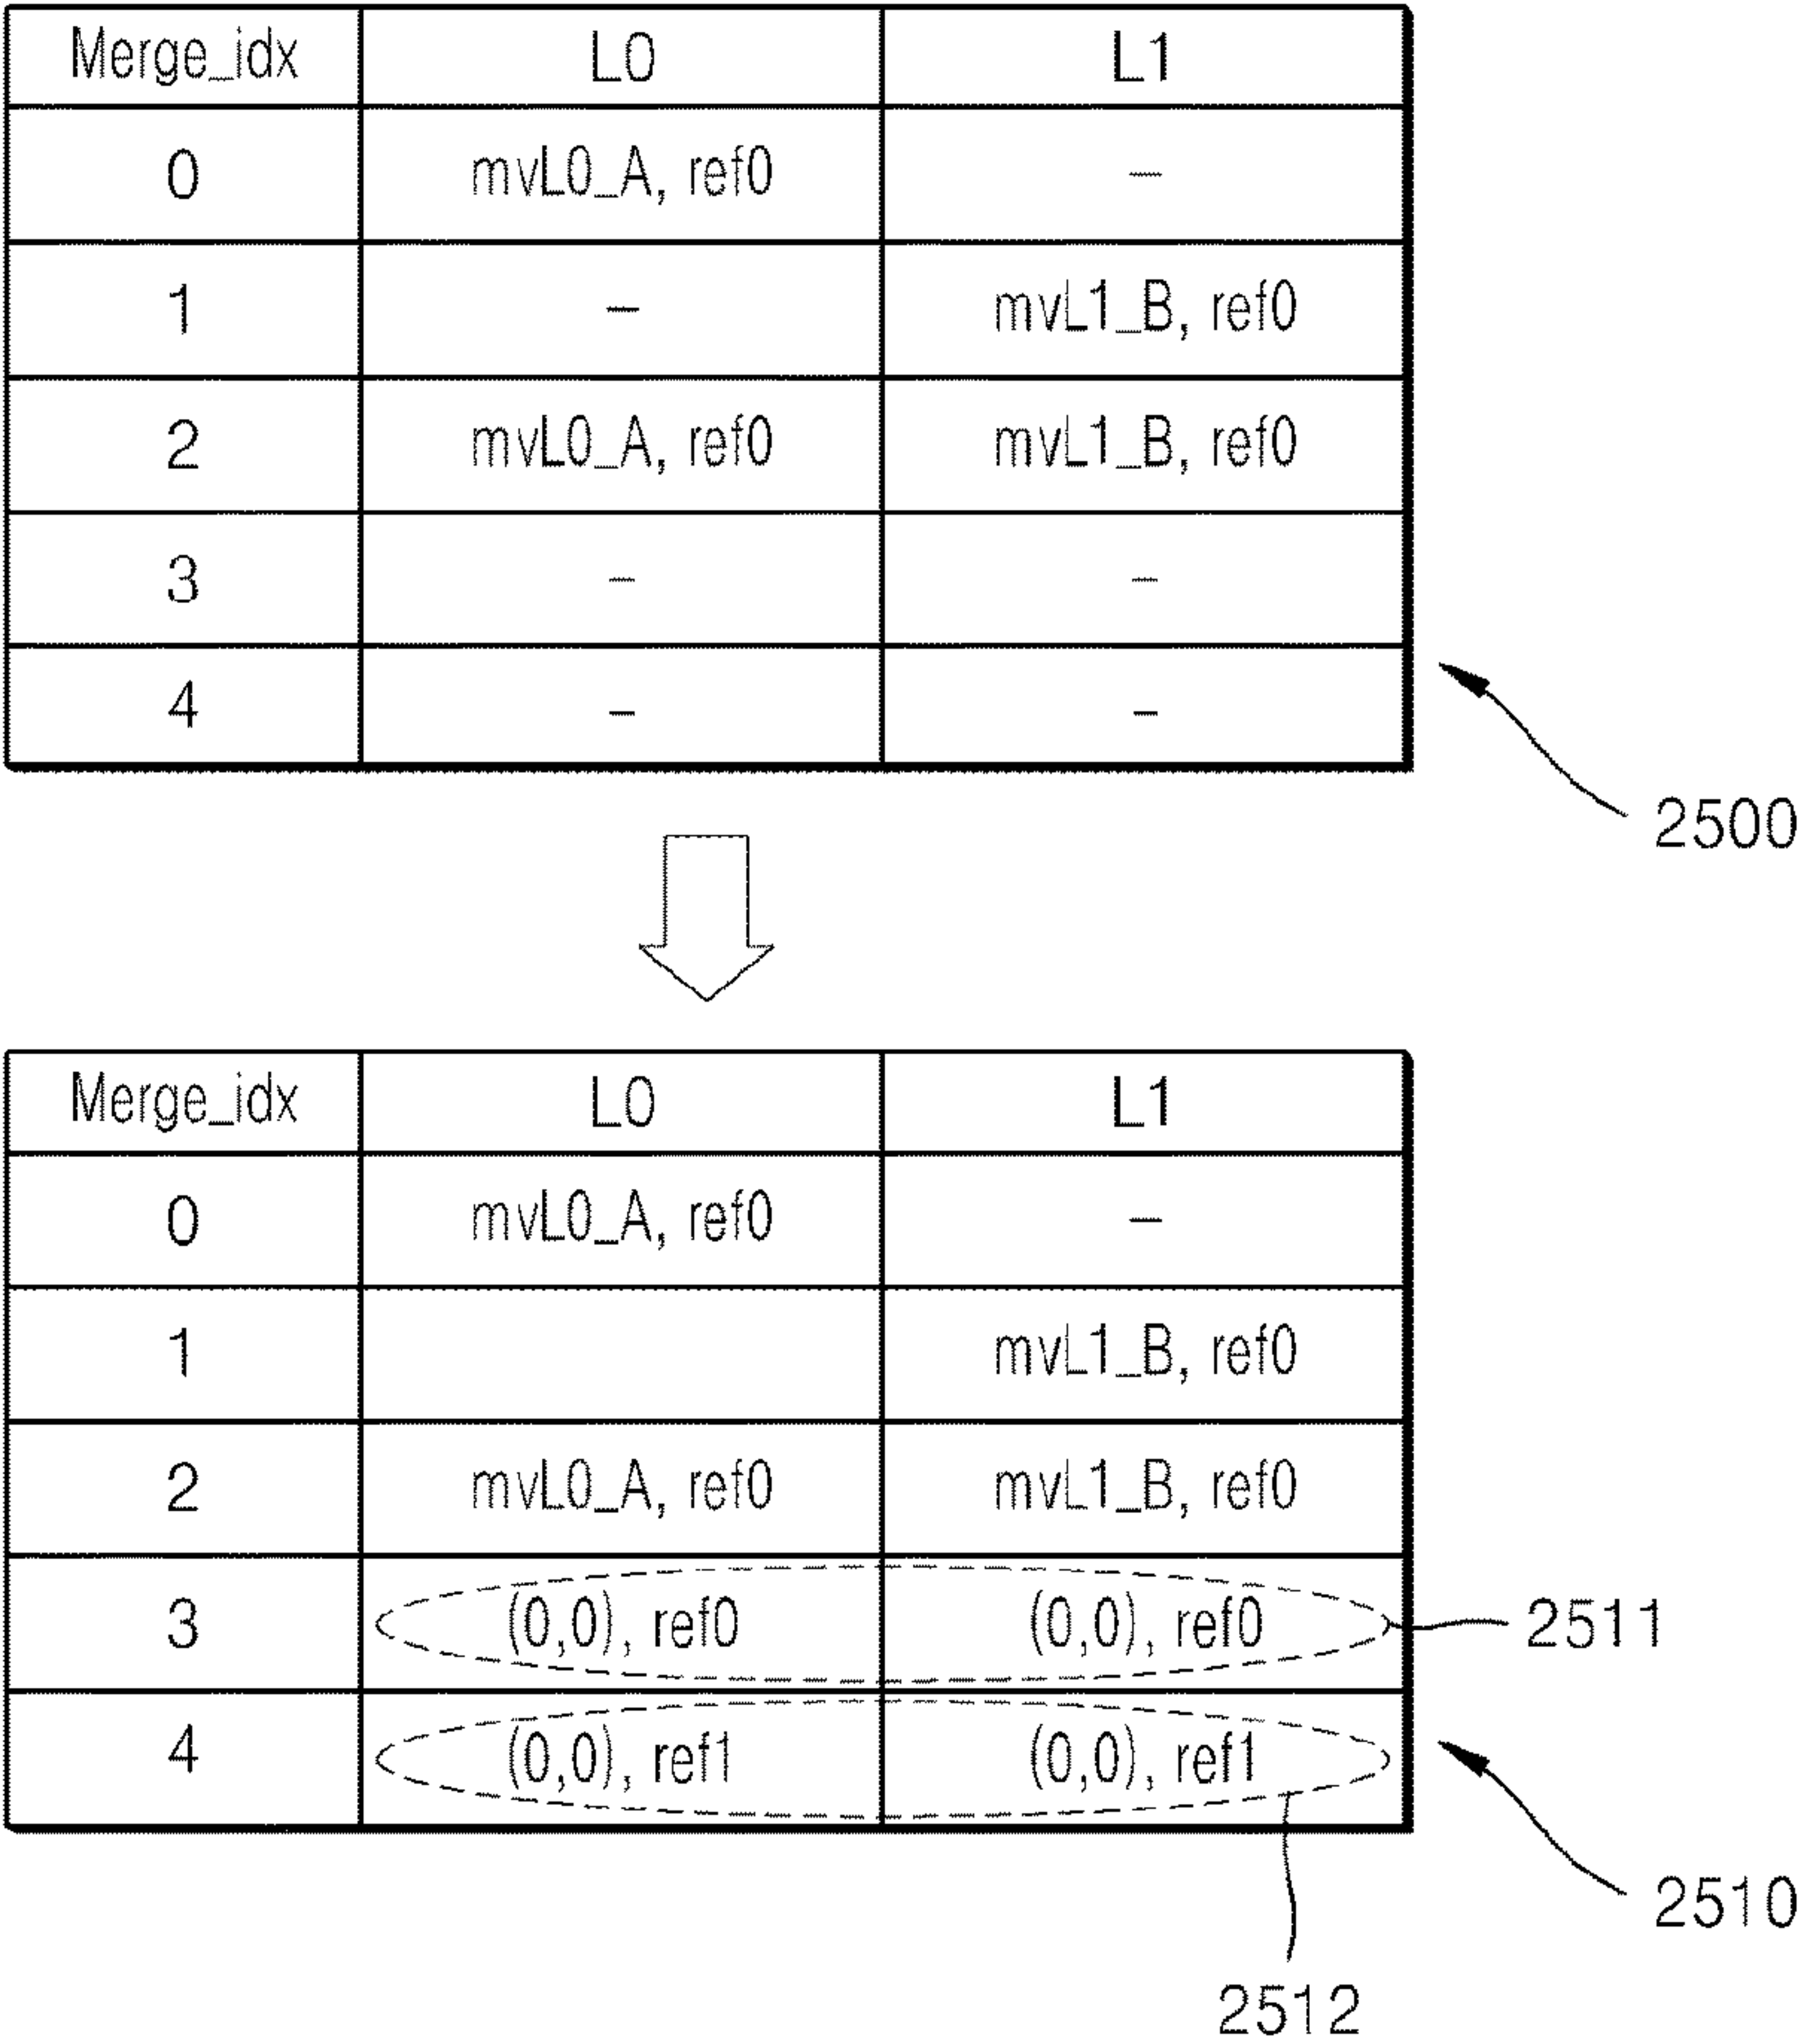 Merge_idx L0 L1
0 mvL0_A, ref0 –
1 – mvL1_B, ref0
2 mvL0_A, ref0 mvL1_B, ref0
3 – –
4 – –
2500
Merge_idx L0 L1
0 mvL0_A, ref0 –
1 mvL1_B, ref0
2 mvL0_A, ref0 mvL1_B, ref0
3 (0,0), ref0 (0,0), ref0 2511
4 (0,0), ref1 (0,0), ref1
2510
2512